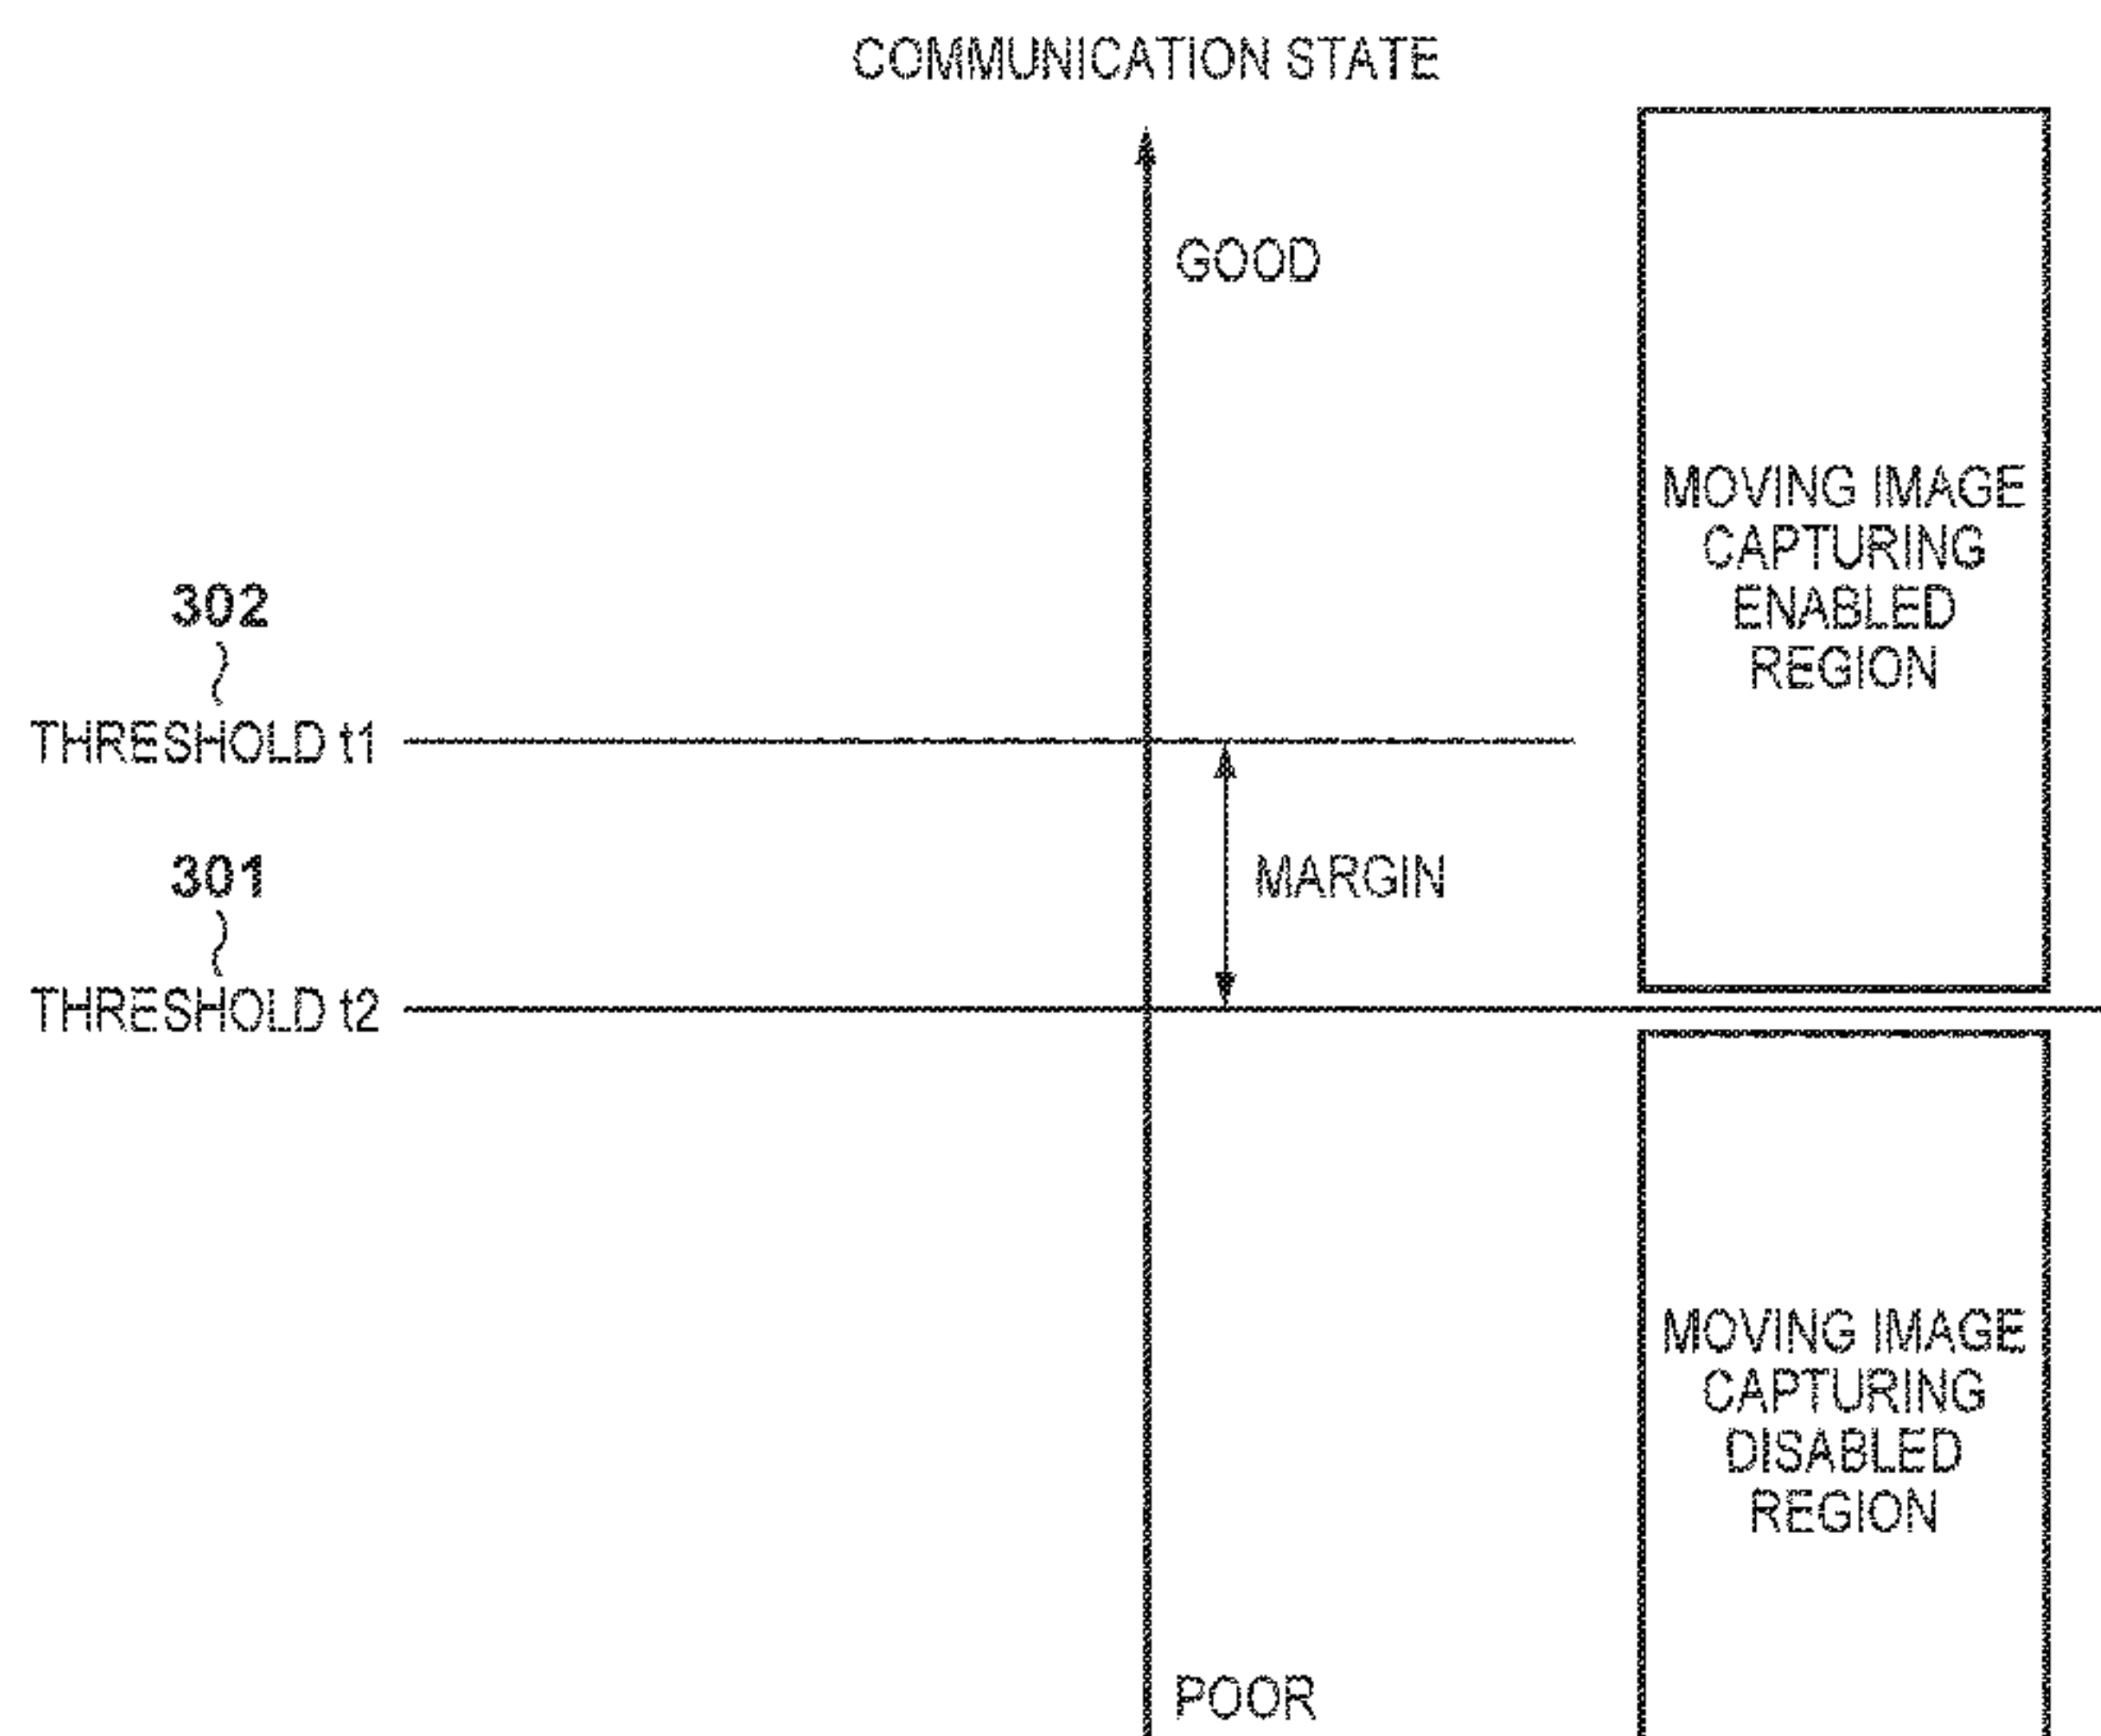 COMMUNICATION STATE
GOOD
MOVING IMAGE
CAPTURING
ENABLED
REGION
302
THRESHOLD t1
MARGIN
301
THRESHOLD t2
MOVING IMAGE
CAPTURING
DISABLED
REGION
POOR